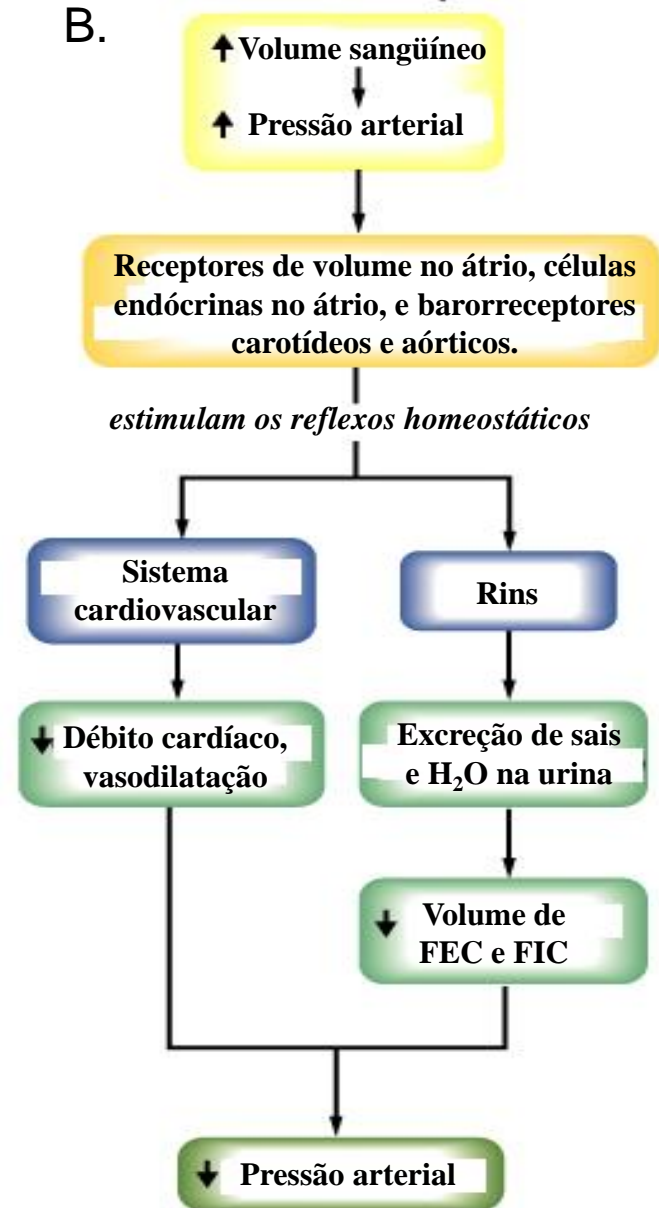 B.
↑ Volume sangüíneo
↑ Pressão arterial
Receptores de volume no átrio, células
endócrinas no átrio, e barorreceptores
carotídeos e aórticos.
estimulam os reflexos homeostáticos
Sistema
cardiovascular
Rins
↓ Débito cardíaco,
vasodilatação
Excreção de sais
e H₂O na urina
↓ Volume de
FEC e FIC
↓ Pressão arterial